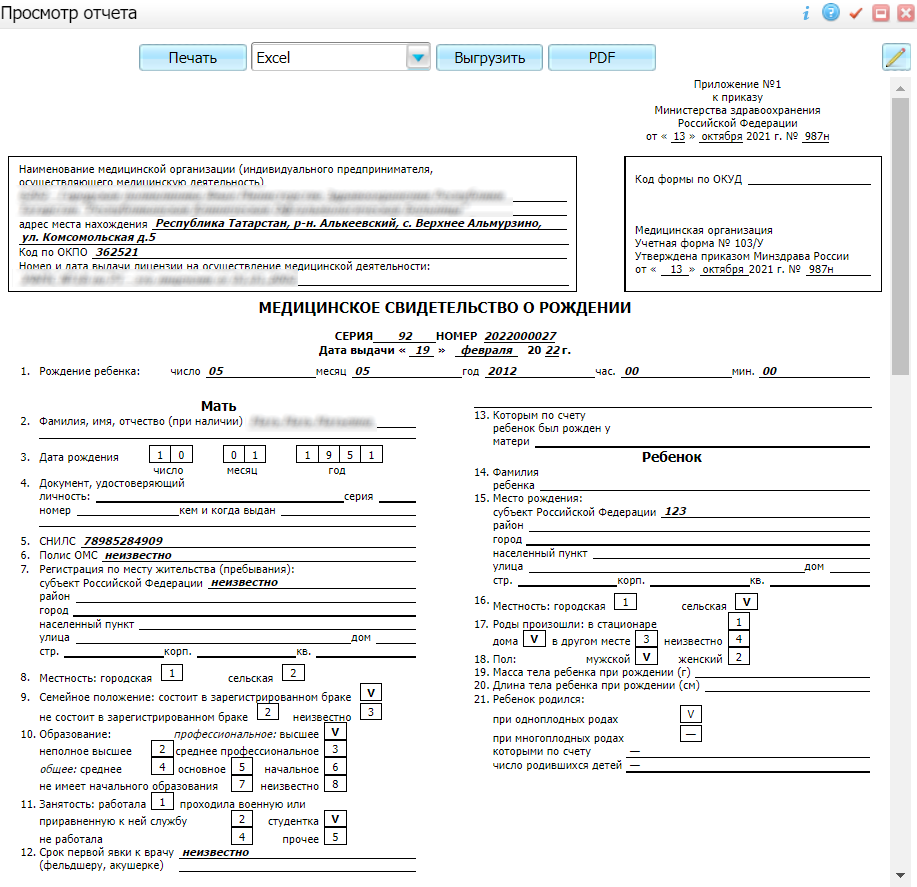 Просмотр отчета
Печать Excel Выгрузить PDF
Приложение №1
к приказу
Министерства здравоохранения
Российской Федерации
от « 13 » октября 2021 г. № 987н
Наименование медицинской организации (индивидуального предпринимателя,
осуществляющего медицинскую деятельность)
адрес места нахождения Республика Татарстан, р-н. Алькеевский, с. Верхнее Альмурзино,
ул. Комсомольская д.5
Код по ОКПО 362521
Номер и дата выдачи лицензии на осуществление медицинской деятельности:
Код формы по ОКУД
Медицинская организация
Учетная форма № 103/У
Утверждена приказом Минздрава России
от « 13 » октября 2021 г. № 987н
МЕДИЦИНСКОЕ СВИДЕТЕЛЬСТВО О РОЖДЕНИИ
СЕРИЯ 92 НОМЕР 2022000027
Дата выдачи « 19 » февраля 20 22 г.
1. Рождение ребенка: число 05 месяц 05 год 2012 час. 00 мин. 00
Мать
2. Фамилия, имя, отчество (при наличии)
3. Дата рождения 1 0 0 1 1 9 5 1
число месяц год
4. Документ, удостоверяющий
личность: серия
номер кем и когда выдан
5. СНИЛС 78985284909
6. Полис ОМС неизвестно
7. Регистрация по месту жительства (пребывания):
субъект Российской Федерации неизвестно
район
город
населенный пункт
улица дом
стр. корп. кв.
8. Местность: городская 1 сельская 2
9. Семейное положение: состоит в зарегистрированном браке V
не состоит в зарегистрированном браке 2 неизвестно 3
10. Образование: профессиональное: высшее V
неполное высшее 2 среднее профессиональное 3
общее: среднее 4 основное 5 начальное 6
не имеет начального образования 7 неизвестно 8
11. Занятость: работала 1 проходила военную или
приравненную к ней службу 2 студентка V
не работала 4 прочее 5
12. Срок первой явки к врачу неизвестно
(фельдшеру, акушерке)
13. Которым по счету
ребенок был рожден у
матери
Ребенок
14. Фамилия
ребенка
15. Место рождения:
субъект Российской Федерации 123
район
город
населенный пункт
улица дом
стр. корп. кв.
16. Местность: городская 1 сельская V
17. Роды произошли: в стационаре 1
дома V в другом месте 3 неизвестно 4
18. Пол: мужской V женский 2
19. Масса тела ребенка при рождении (г)
20. Длина тела ребенка при рождении (см)
21. Ребенок родился:
при одноплодных родах V
при многоплодных родах —
которыми по счету —
число родившихся детей —